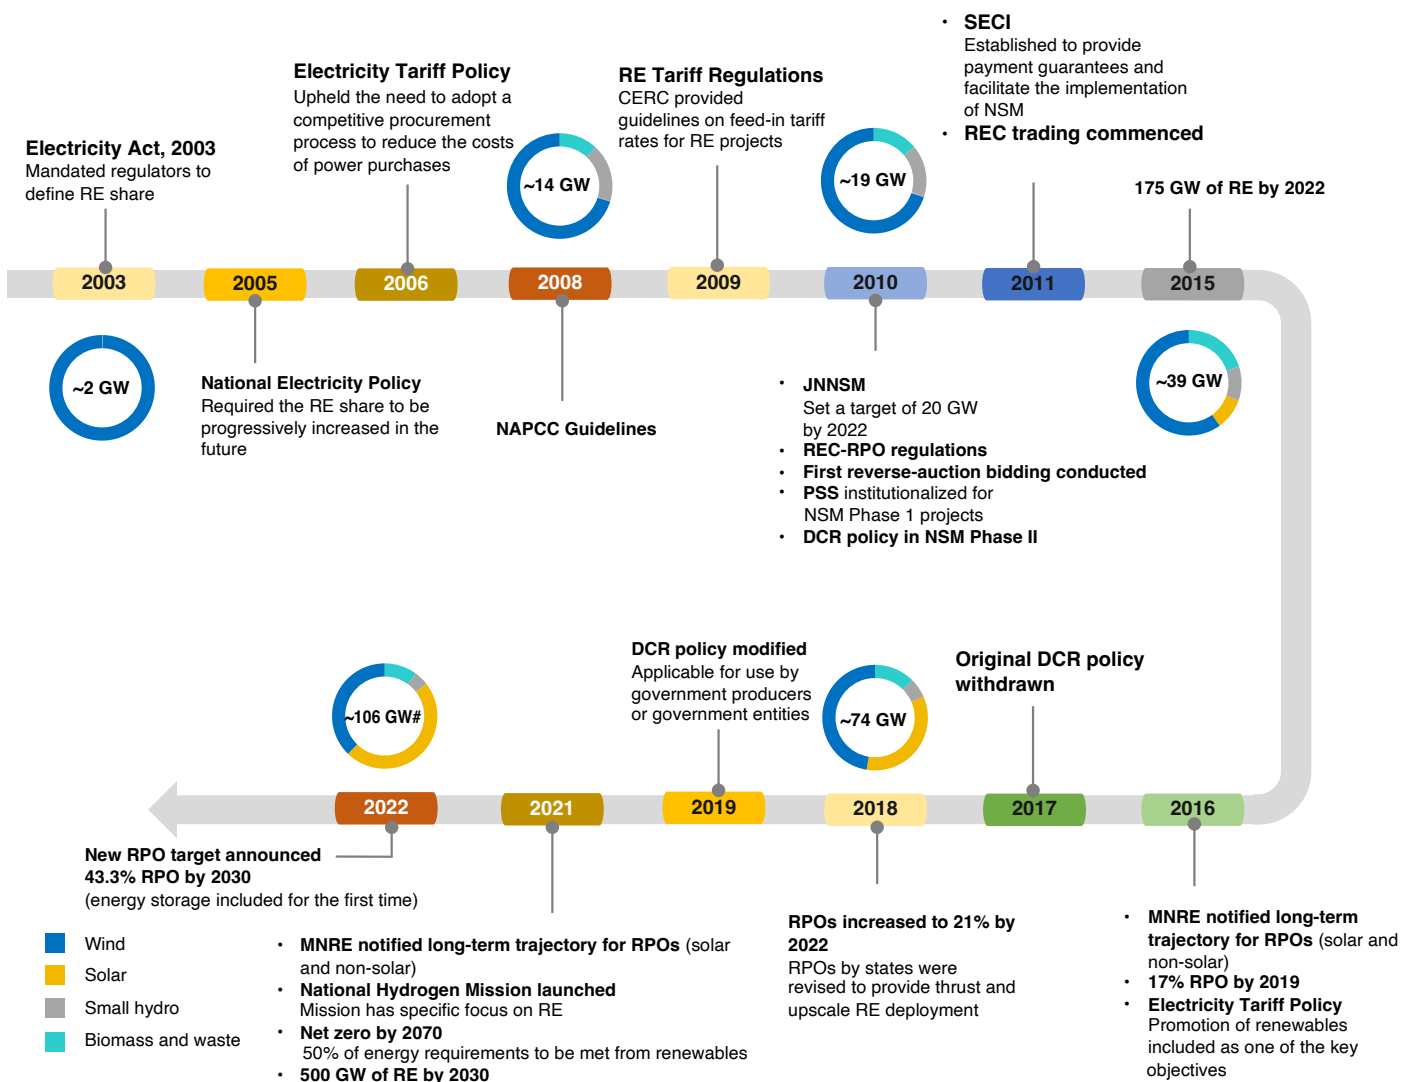 Electricity Act, 2003
Mandated regulators to
define RE share
Electricity Tariff Policy
Upheld the need to adopt a
competitive procurement
process to reduce the costs
of power purchases
~14 GW
RE Tariff Regulations
CERC provided
guidelines on feed-in tariff
rates for RE projects
~19 GW
• SECI
Established to provide
payment guarantees and
facilitate the implementation
of NSM
• REC trading commenced
175 GW of RE by 2022
2003
2005
2006
2008
2009
2010
2011
2015
~2 GW
National Electricity Policy
Required the RE share to be
progressively increased in the
future
NAPCC Guidelines
• JNNSM
Set a target of 20 GW
by 2022
• REC-RPO regulations
• First reverse-auction bidding conducted
• PSS institutionalized for
NSM Phase 1 projects
• DCR policy in NSM Phase II
~39 GW
~106 GW#
DCR policy modified
Applicable for use by
government producers
or government entities
~74 GW
Original DCR policy
withdrawn
2022
2021
2019
2018
2017
2016
New RPO target announced
43.3% RPO by 2030
(energy storage included for the first time)
Wind
Solar
Small hydro
Biomass and waste
• MNRE notified long-term trajectory for RPOs (solar
and non-solar)
• National Hydrogen Mission launched
Mission has specific focus on RE
• Net zero by 2070
50% of energy requirements to be met from renewables
• 500 GW of RE by 2030
RPOs increased to 21% by
2022
RPOs by states were
revised to provide thrust and
upscale RE deployment
• MNRE notified long-term
trajectory for RPOs (solar and
non-solar)
• 17% RPO by 2019
• Electricity Tariff Policy
Promotion of renewables
included as one of the key
objectives